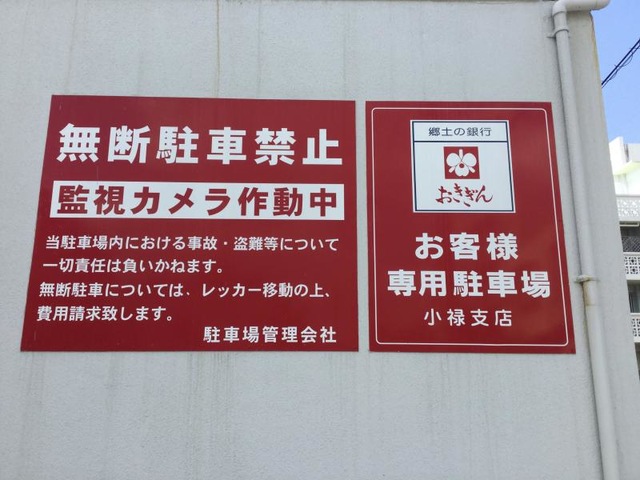 無断駐車禁止
監視カメラ作動中
当駐車場内における事故・盗難等について
一切責任は負いかねます。
無断駐車については、レッカー移動の上、
費用請求致します。
駐車場管理会社
郷土の銀行
おきぎん
お客様
専用駐車場
小禄支店